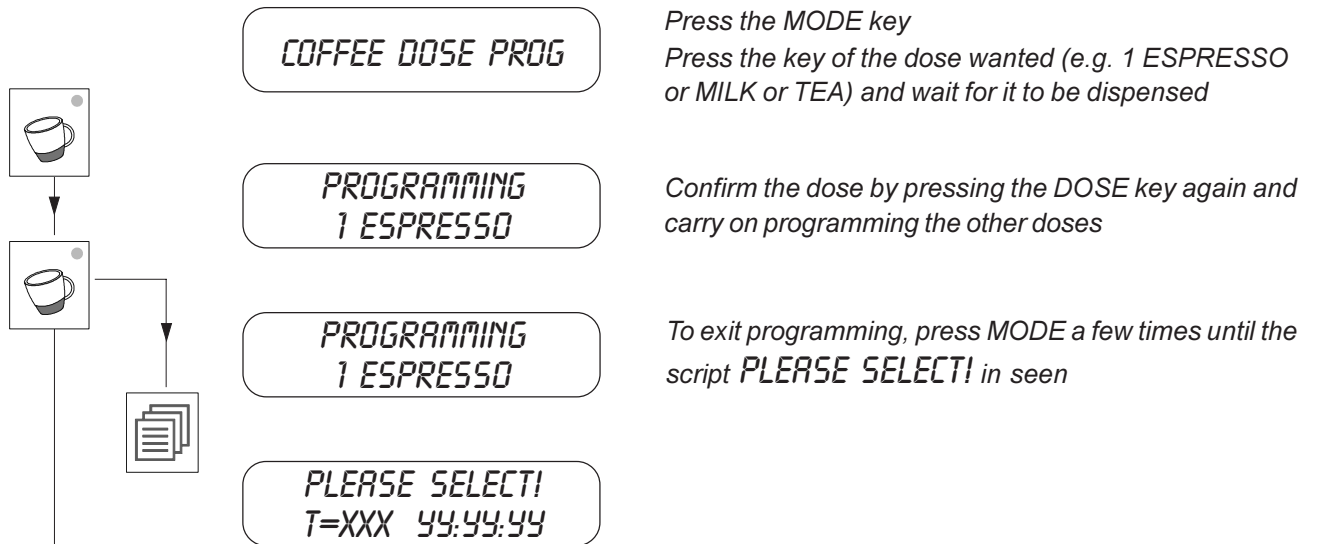 COFFEE DOSE PROG
Press the MODE key
Press the key of the dose wanted (e.g. 1 ESPRESSO
or MILK or TEA) and wait for it to be dispensed
PROGRAMMING
1 ESPRESSO
Confirm the dose by pressing the DOSE key again and
carry on programming the other doses
PROGRAMMING
1 ESPRESSO
To exit programming, press MODE a few times until the
script PLEASE SELECT! in seen
PLEASE SELECT!
T=XXX YY:YY:YY